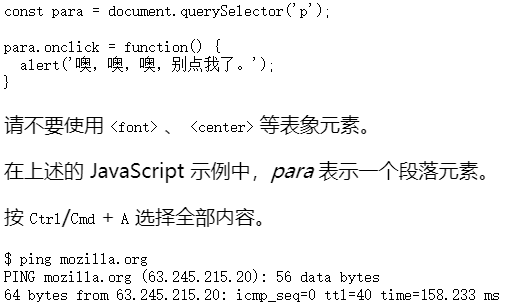 const para = document.querySelector('p');
para.onclick = function() {
  alert('噢，噢，噢，别点我了。');
}
请不要使用 <font> 、 <center> 等表象元素。
在上述的 JavaScript 示例中，para 表示一个段落元素。
按 Ctrl/Cmd + A 选择全部内容。
$ ping mozilla.org
PING mozilla.org (63.245.215.20): 56 data bytes
64 bytes from 63.245.215.20: icmp_seq=0 ttl=40 time=158.233 ms